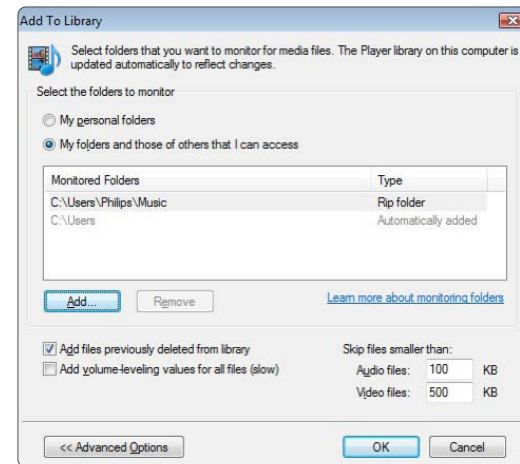 Add To Library
Select folders that you want to monitor for media files. The Player library on this computer is
updated automatically to reflect changes.
Select the folders to monitor
My personal folders
My folders and those of others that I can access
Monitored Folders Type
C:\Users\Philips\Music Rip folder
C:\Users Automatically added
Add... Remove Learn more about monitoring folders
Add files previously deleted from library Skip files smaller than:
Add volume-leveling values for all files (slow) Audio files: 100 KB
Video files: 500 KB
<< Advanced Options OK Cancel